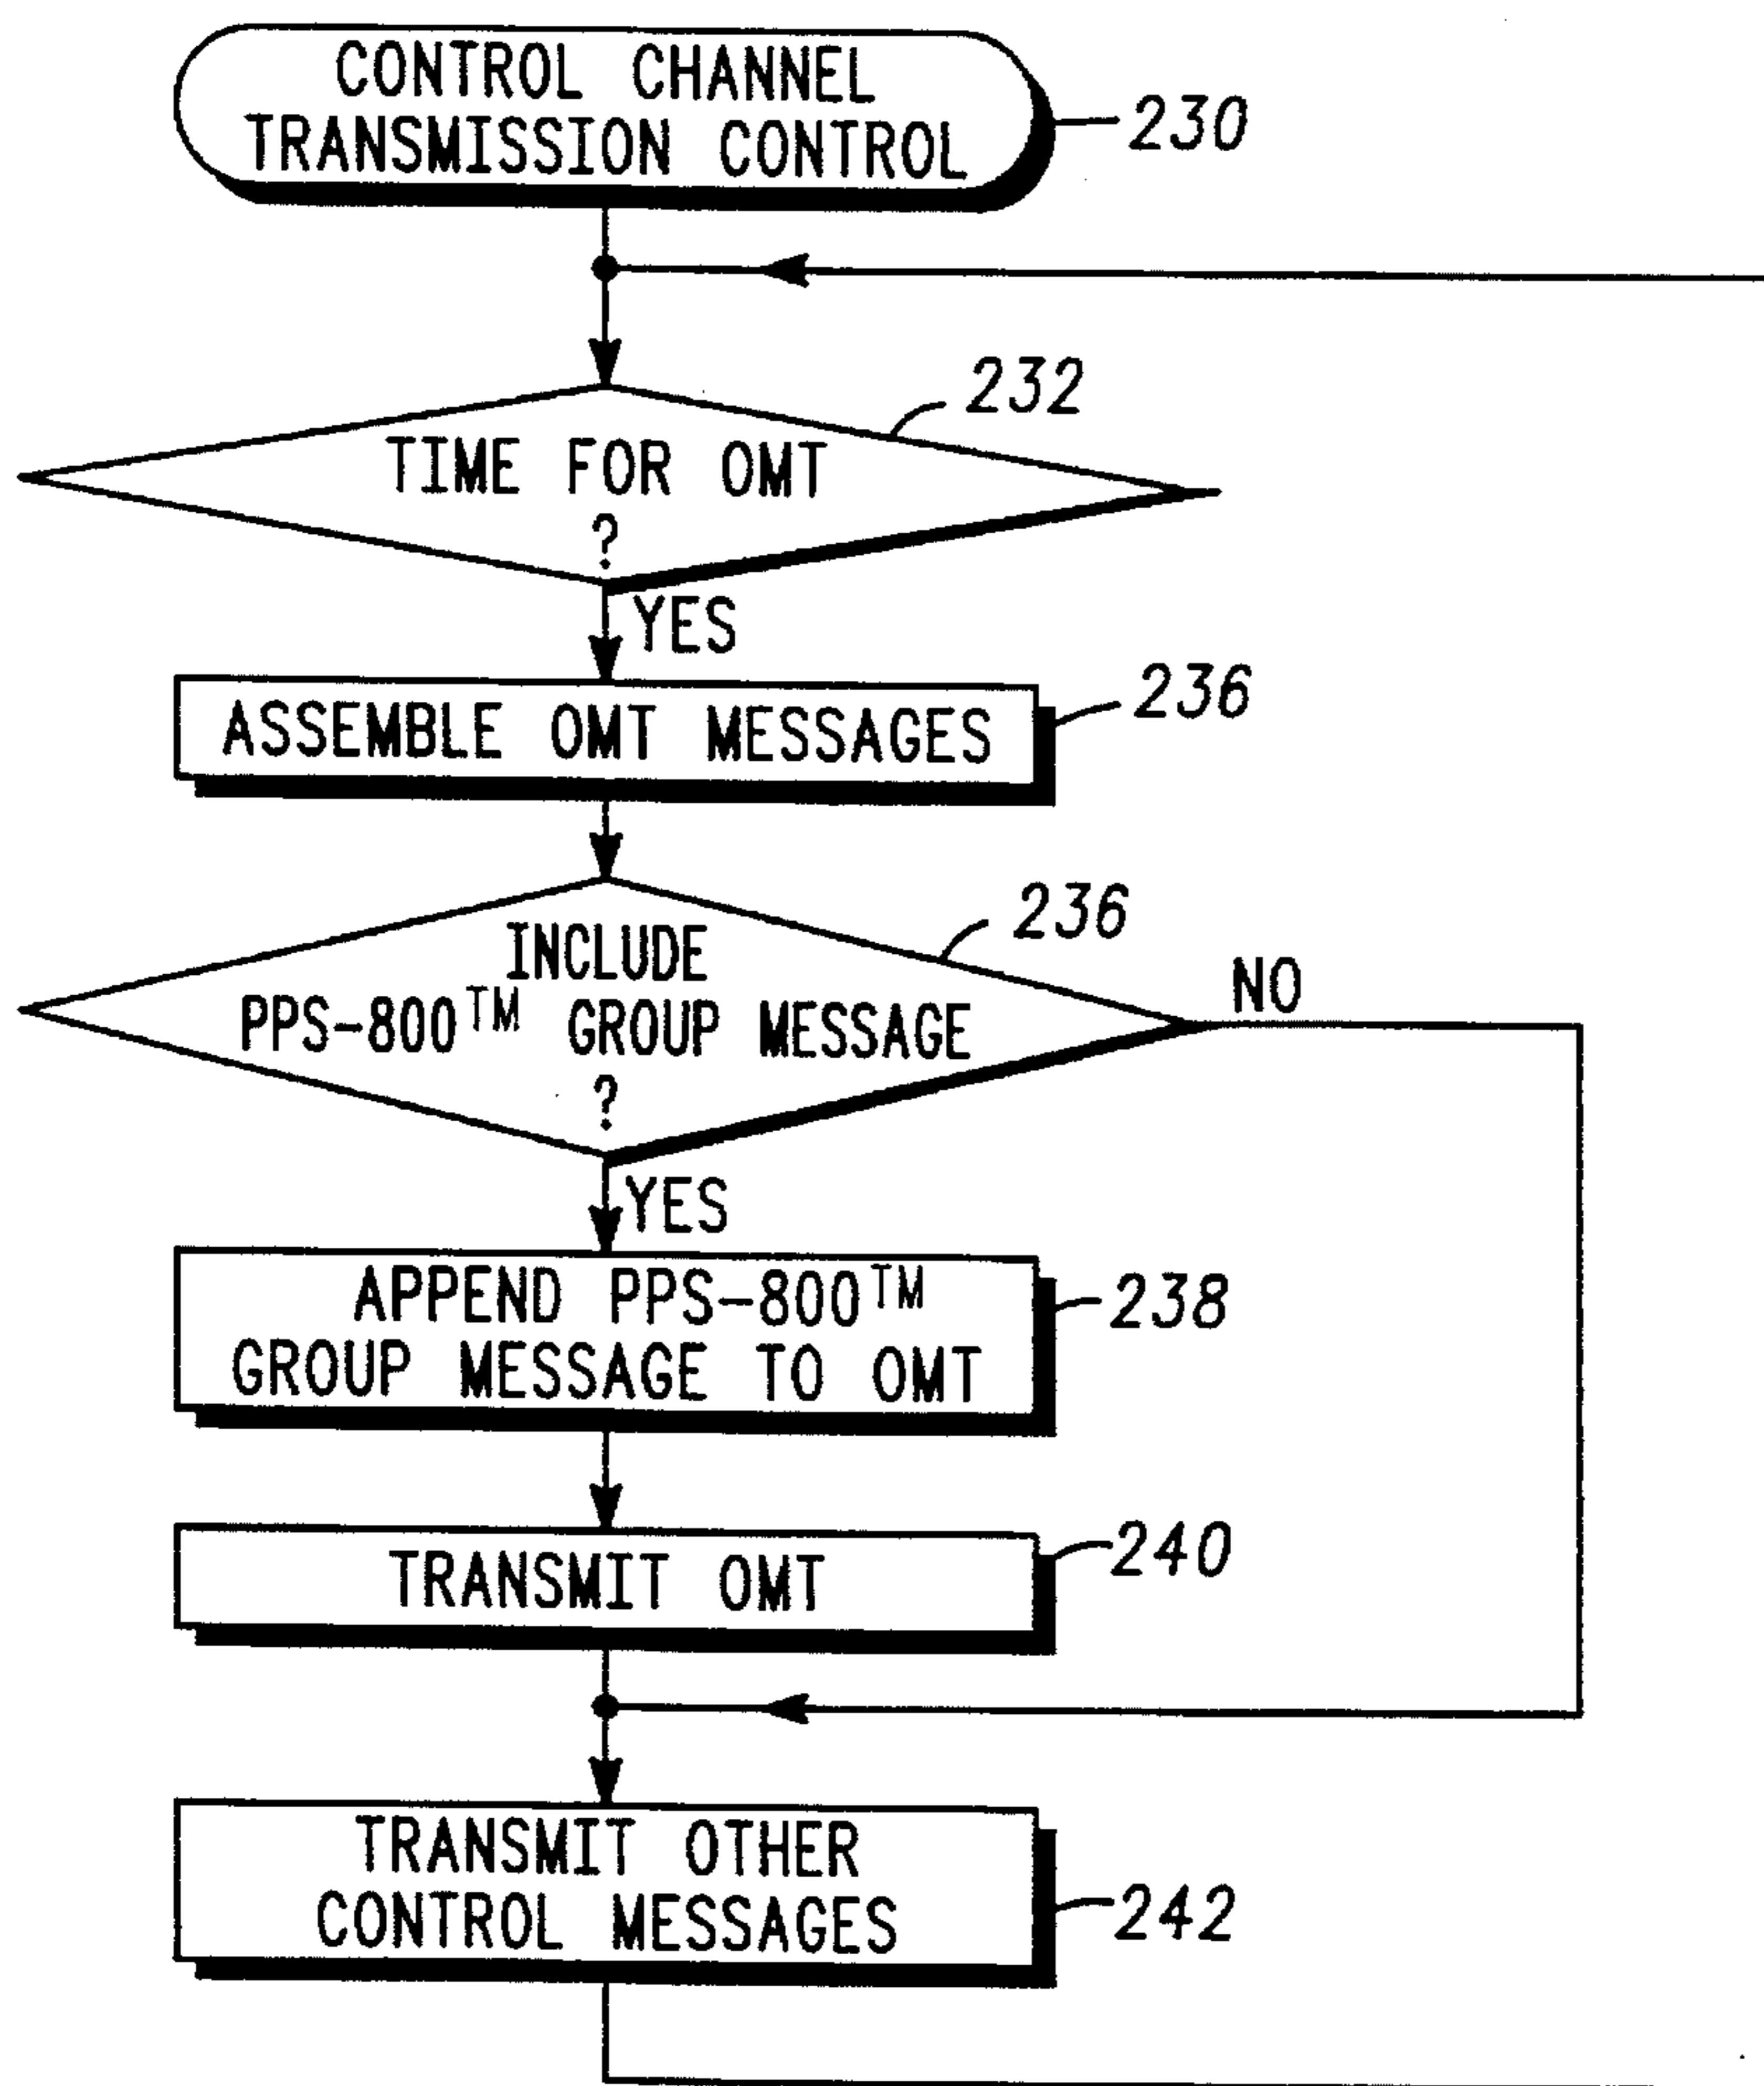 CONTROL CHANNEL
TRANSMISSION CONTROL
230
232
TIME FOR OMT
?
YES
236
ASSEMBLE OMT MESSAGES
236
INCLUDE
PPS-800™ GROUP MESSAGE
?
NO
YES
APPEND PPS-800™
GROUP MESSAGE TO OMT
238
TRANSMIT OMT
240
TRANSMIT OTHER
CONTROL MESSAGES
242